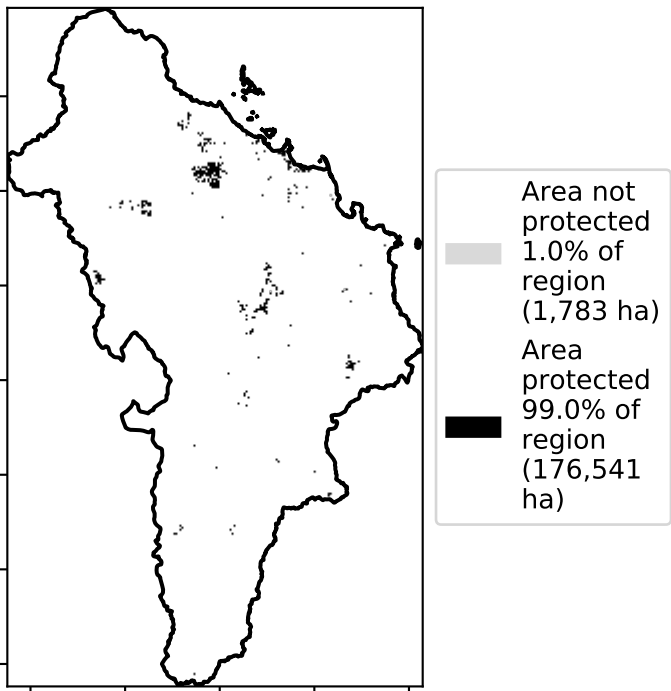 Area not
protected
1.0% of
region
(1,783 ha)
Area
protected
99.0% of
region
(176,541
ha)